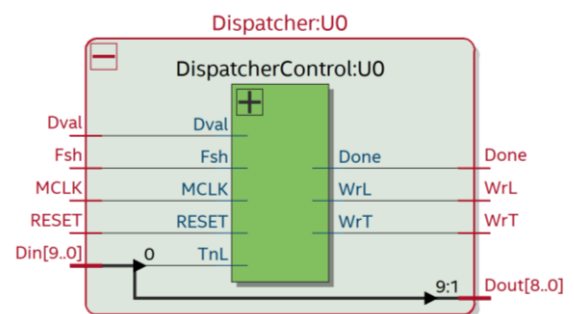 Dispatcher:U0
DispatcherControl:U0
Dval Dval
Fsh Fsh Done Done
MCLK MCLK WrL WrL
RESET RESET WrT WrT
Din[9..0] 0 TnL
9:1 Dout[8..0]